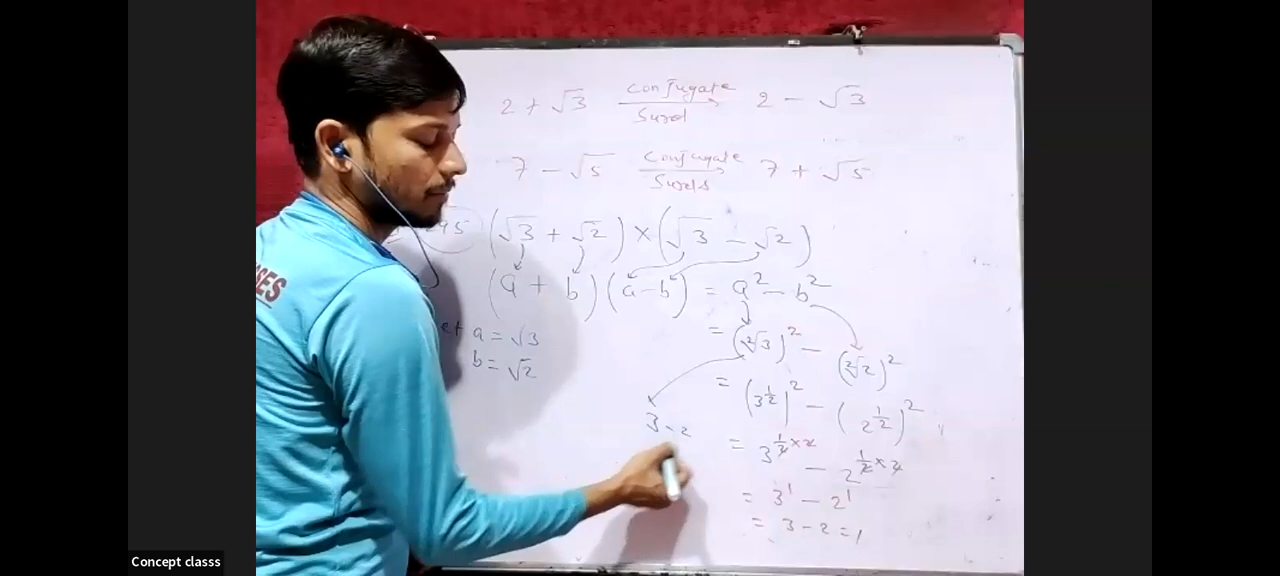 2 + √3 conjugate surd → 2 - √3
7 - √5 conjugate surds → 7 + √5
(√3 + √2) × (√3 - √2)
(a + b) (a - b) = a² - b²
a = √3
b = √2
= (²√3)² - (²√2)²
= (3^½)² - (2^½)²
3 - 2
= 3^(½×2) - 2^(½×2)
= 3¹ - 2¹
= 3 - 2 = 1
SES
Concept classs